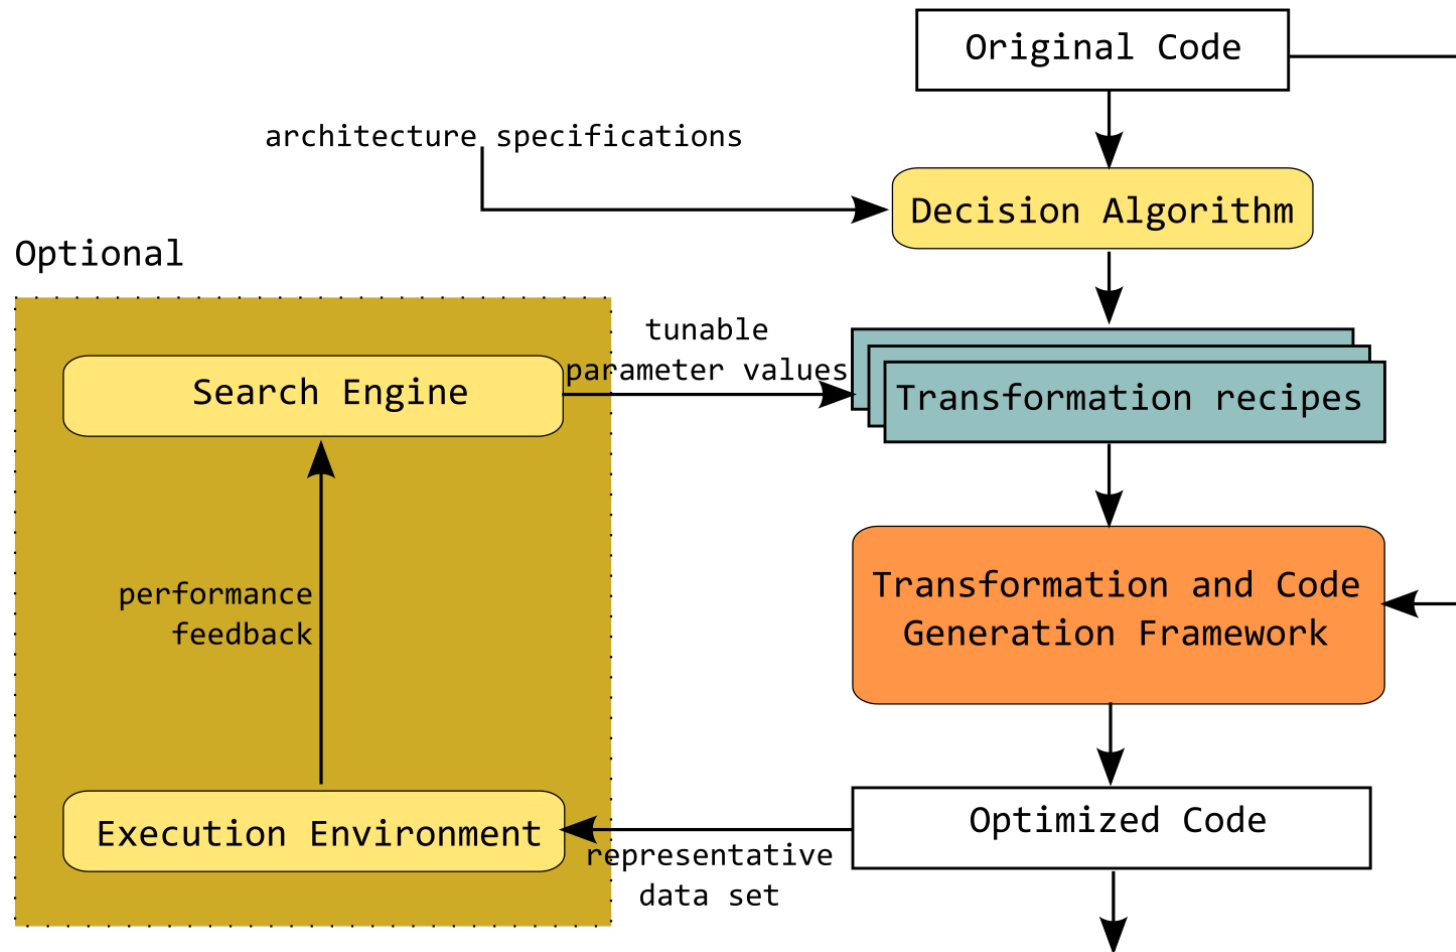 Original Code
architecture specifications
Decision Algorithm
Optional
tunable
parameter values
Search Engine
Transformation recipes
performance
feedback
Transformation and Code
Generation Framework
Execution Environment
Optimized Code
representative
data set